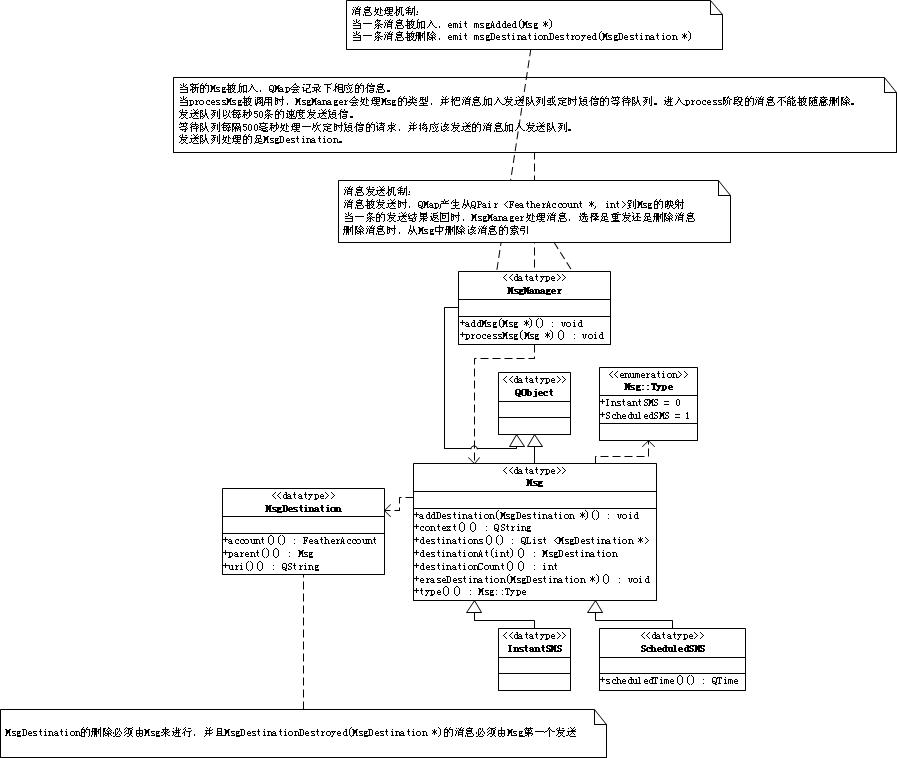 消息处理机制:
当一条消息被加入, emit msgAdded(Msg *)
当一条消息被删除, emit msgDestinationDestroyed(MsgDestination *)
当新的Msg被加入, QMap会记录下相应的信息。
当processMsg被调用时, MsgManager会处理Msg的类型, 并把消息加入发送队列或定时短信的等待队列。进入process阶段的消息不能被随意删除。
发送队列以每秒50条的速度发送短信。
等待队列每隔500毫秒处理一次定时短信的请求, 并将应该发送的消息加入发送队列。
发送队列处理的是MsgDestination。
消息发送机制:
消息被发送时, QMap产生从QPair <FeatherAccount *, int>到Msg的映射
当一条的发送结果返回时, MsgManager处理消息, 选择是重发还是删除消息
删除消息时, 从Msg中删除该消息的索引
<<datatype>>
MsgManager
+addMsg(Msg *)() : void
+processMsg(Msg *)() : void
<<datatype>>
QObject
<<enumeration>>
Msg::Type
+InstantSMS = 0
+ScheduledSMS = 1
<<datatype>>
Msg
+addDestination(MsgDestination *)() : void
+context()() : QString
+destinations()() : QList <MsgDestination *>
+destinationAt(int)() : MsgDestination
+destinationCount()() : int
+eraseDestination(MsgDestination *)() : void
+type()() : Msg::Type
<<datatype>>
MsgDestination
+account()() : FeatherAccount
+parent()() : Msg
+uri()() : QString
<<datatype>>
InstantSMS
<<datatype>>
ScheduledSMS
+scheduledTime()() : QTime
MsgDestination的删除必须由Msg来进行, 并且MsgDestinationDestroyed(MsgDestination *)的消息必须由Msg第一个发送